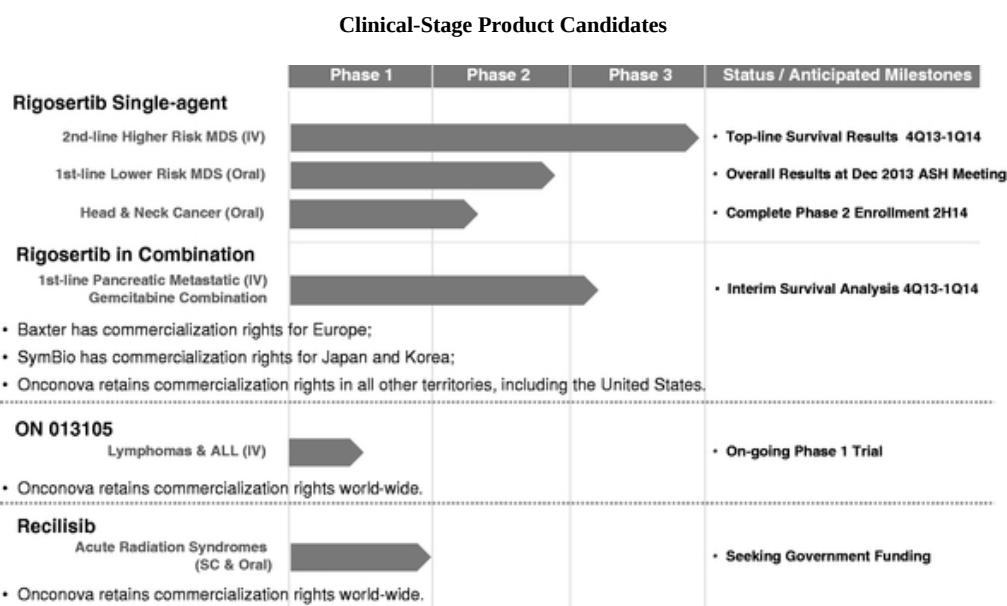 Clinical-Stage Product Candidates
Phase 1 Phase 2 Phase 3 Status / Anticipated Milestones
Rigosertib Single-agent
2nd-line Higher Risk MDS (IV) • Top-line Survival Results 4Q13-1Q14
1st-line Lower Risk MDS (Oral) • Overall Results at Dec 2013 ASH Meeting
Head & Neck Cancer (Oral) • Complete Phase 2 Enrollment 2H14
Rigosertib in Combination
1st-line Pancreatic Metastatic (IV)
Gemcitabine Combination • Interim Survival Analysis 4Q13-1Q14
• Baxter has commercialization rights for Europe;
• SymBio has commercialization rights for Japan and Korea;
• Onconova retains commercialization rights in all other territories, including the United States.
ON 013105
Lymphomas & ALL (IV) • On-going Phase 1 Trial
• Onconova retains commercialization rights world-wide.
Recilisib
Acute Radiation Syndromes
(SC & Oral) • Seeking Government Funding
• Onconova retains commercialization rights world-wide.